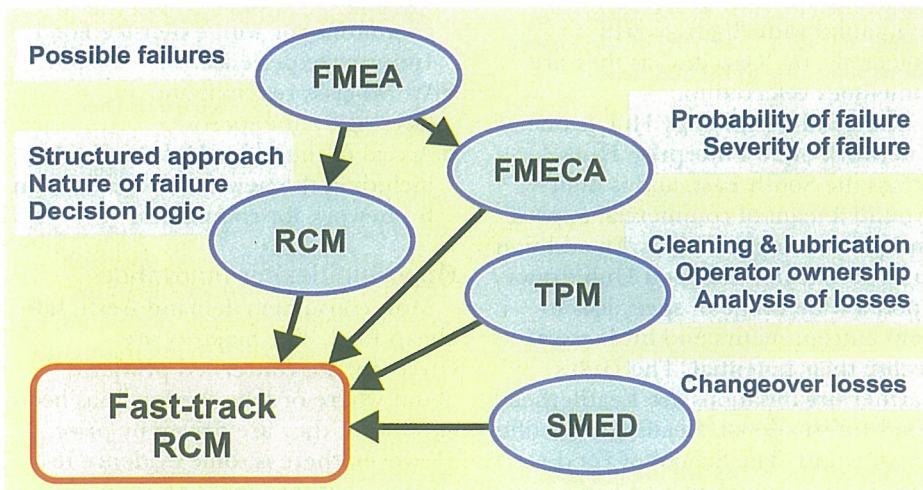 Possible failures
FMEA
Probability of failure
Severity of failure
FMECA
Structured approach
Nature of failure
Decision logic
RCM
Cleaning & lubrication
Operator ownership
Analysis of losses
TPM
Changeover losses
SMED
Fast-track
RCM